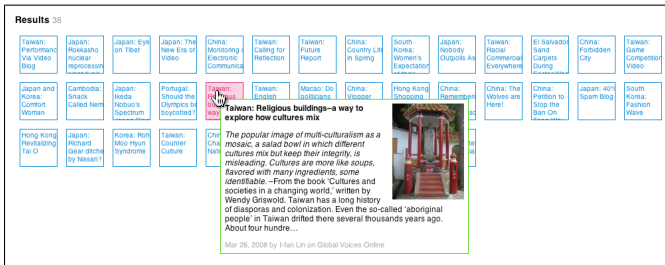 Results 38
Taiwan: Performanc Via Video Blog
Japan: Rokkasho nuclear reprocessin
Japan: Eye on Tibet
Japan: The New Era of Video
China: Monitoring Electronic Communica
Taiwan: Calling for Reflection
Taiwan: Future Report
China: Country Life in Spring
South Korea: Women's Expectation
Japan: Nobody Outpolls As
Taiwan: Racial Commercial Everywhere
El Salvador Sand Carpets During
China: Forbidden City
Taiwan: Game Competition Video
Japan and Korea: Comfort Woman
Cambodia: Snack Called Nem
Japan: Ikeda Nobuo's Spectrum
Portugal: Should the Olympics be boycotted?
Taiwan:
Taiwan: English
Macao: Do politicians
China: Vlogger
Hong Kong Shopping
China: Rememberi
China: The Wolves are Here!
China: Petition to Stop the Ban On
Japan: 40% Spam Blog
South Korea: Fashion Wave
Taiwan: Religious buildings–a way to
explore how cultures mix
The popular image of multi-culturalism as a
mosaic, a salad bowl in which different
cultures mix but keep their integrity, is
misleading. Cultures are more like soups,
flavored with many ingredients, some
identifiable. –From the book 'Cultures and
societies in a changing world,' written by
Wendy Griswold. Taiwan has a long history
of diasporas and colonization. Even the so-called 'aboriginal
people' in Taiwan drifted there several thousands years ago.
About four hundre…
Mar 26, 2008 by I-fan Lin on Global Voices Online
Hong Kong Revitalizing Tai O
Japan: Richard Gear ditche by Nissan?
Korea: Roh Moo Hyun Syndrome
Taiwan: Counter Culture